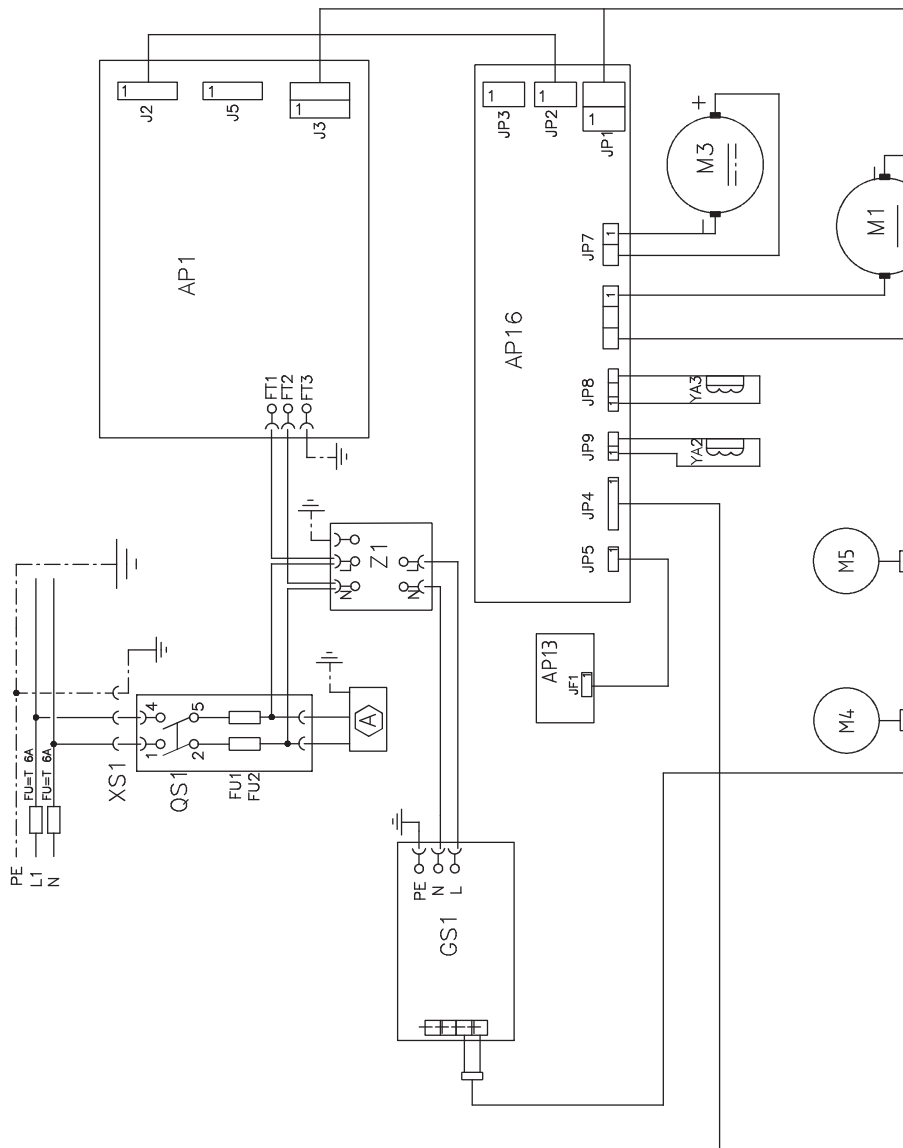 1
J2
1
J5
1
J3
AP1
FT1
FT2
FT3
1
JP3
1
JP2
1
JP1
AP16
JP7
1
1
JP8
1
JP9
1
JP4
1
JP5
1
M3
+
M1
YA3
YA2
M5
M4
AP13
JF1
1
L
N
Z1
L
N
PE
L1
N
FU=T 6A
FU=T 6A
XS1
QS1
4
1
5
2
FU1
FU2
A
PE
N
L
GS1